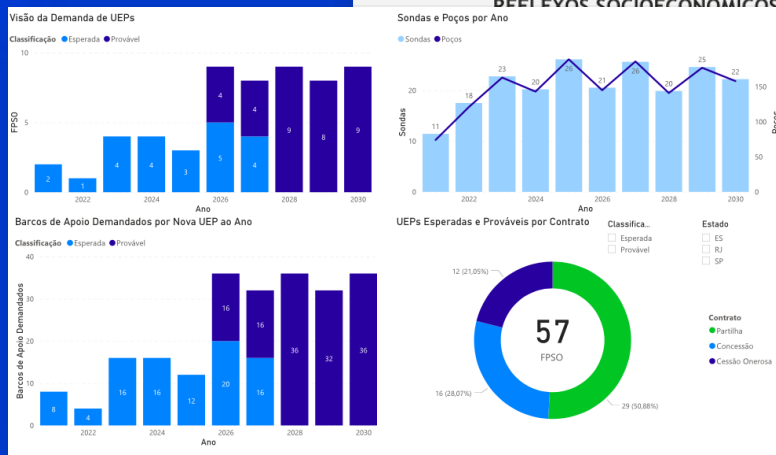 REFLEXOS SOCIOECONÔMICOS
Visão da Demanda de UEPs
Classificação Esperada Provável
10
5
0
FPSO
2
1
4
4
3
5
4
4
4
9
8
9
2022
2024
2026
2028
2030
Ano
Sondas e Poços por Ano
Sondas Poços
20
10
0
Sondas
11
18
23
20
26
21
26
20
25
22
150
100
50
0
Poços
2022
2024
2026
2028
2030
Ano
Barcos de Apoio Demandados por Nova UEP ao Ano
Classificação Esperada Provável
40
30
20
10
0
Barcos de Apoio Demandados
8
4
16
16
12
20
16
16
16
36
32
36
2022
2024
2026
2028
2030
Ano
UEPs Esperadas e Prováveis por Contrato
Classifica...
Esperada
Provável
Estado
ES
RJ
SP
12 (21,05%)
16 (28,07%)
29 (50,88%)
57
FPSO
Contrato
Partilha
Concessão
Cessão Onerosa